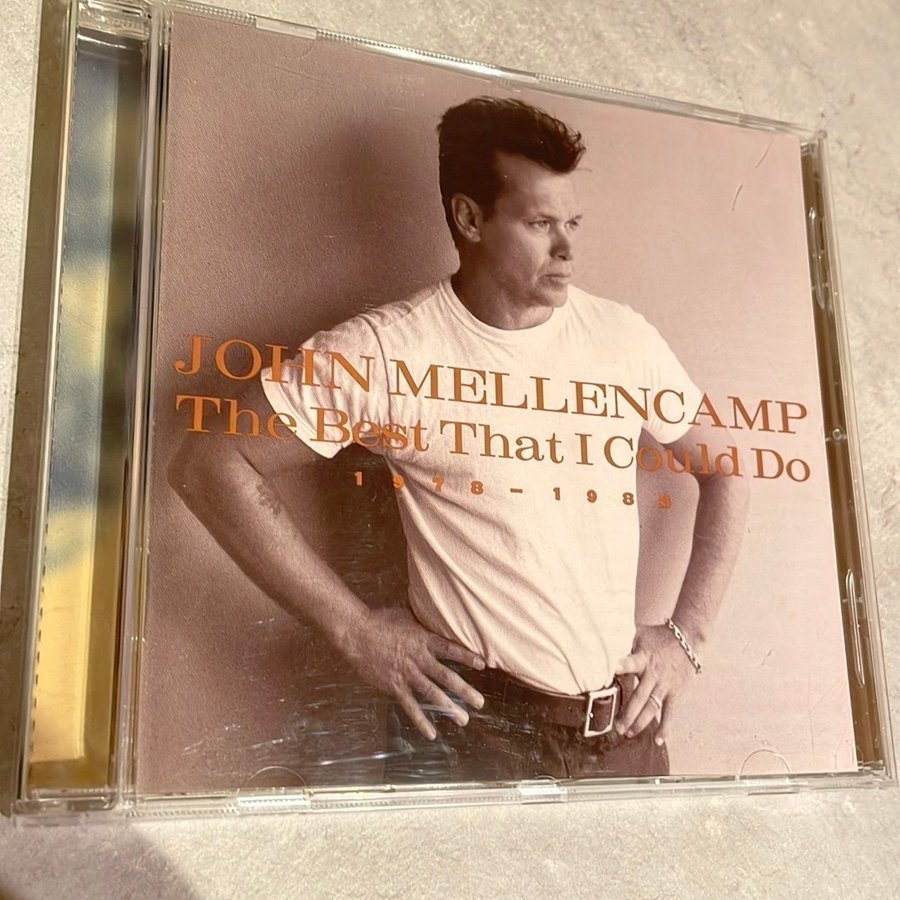 JOHN MELLENCAMP
The Best That I Could Do
1978-1988